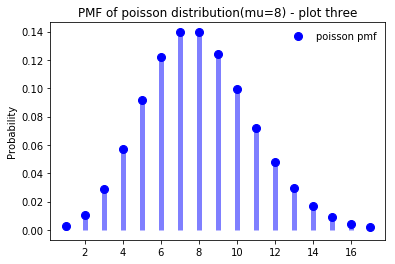 PMF of poisson distribution(mu=8) - plot three
poisson pmf
Probability
0.14
0.12
0.10
0.08
0.06
0.04
0.02
0.00
2 4 6 8 10 12 14 16